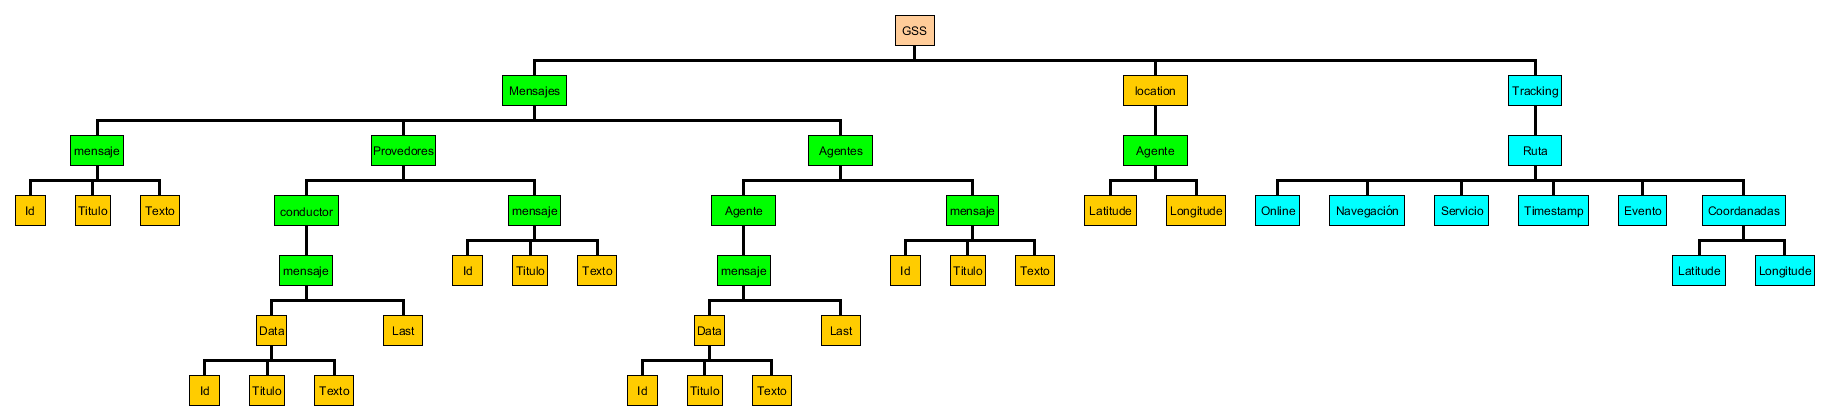 GSS
Mensajes
location
Tracking
mensaje
Provedores
Agentes
Agente
Ruta
Id
Titulo
Texto
conductor
mensaje
Agente
mensaje
Latitude
Longitude
Online
Navegación
Servicio
Timestamp
Evento
Coordanadas
mensaje
Id
Titulo
Texto
mensaje
Id
Titulo
Texto
Latitude
Longitude
Data
Last
Data
Last
Id
Titulo
Texto
Id
Titulo
Texto